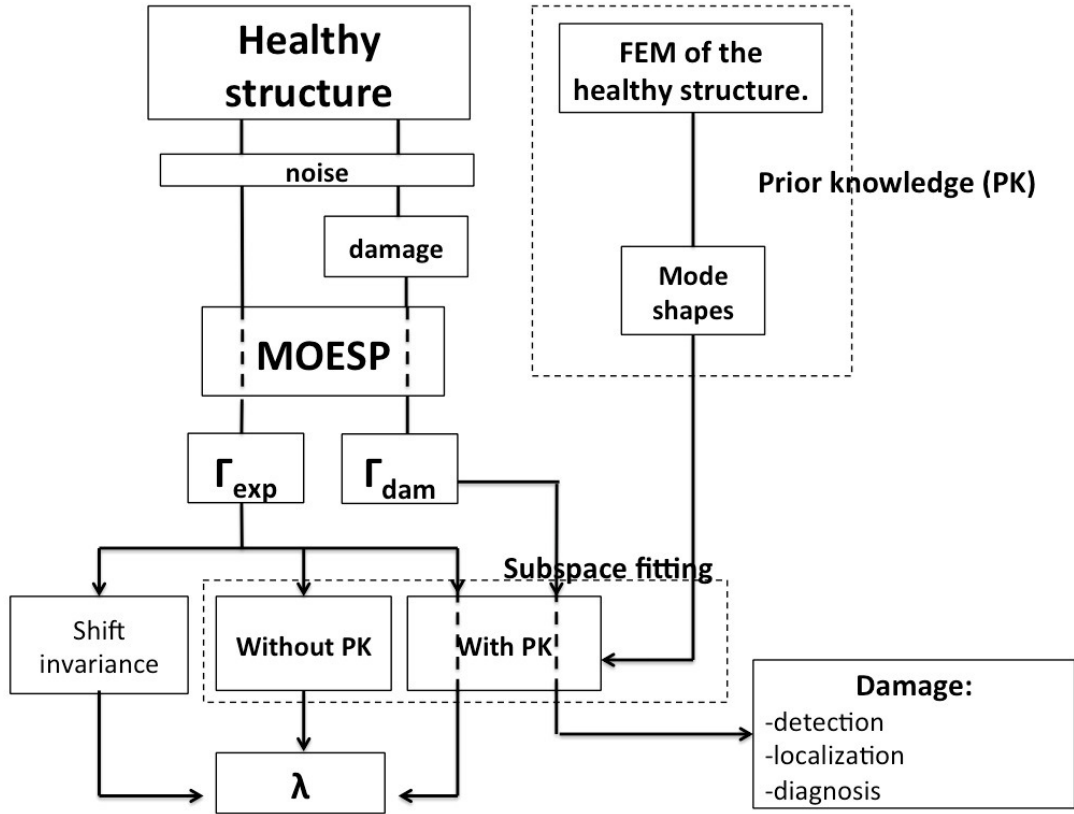 Healthy
structure
FEM of the
healthy structure.
noise
Prior knowledge (PK)
damage
Mode
shapes
MOESP
Γexp
Γdam
Subspace fitting
Shift
invariance
Without PK
With PK
Damage:
-detection
-localization
-diagnosis
λ